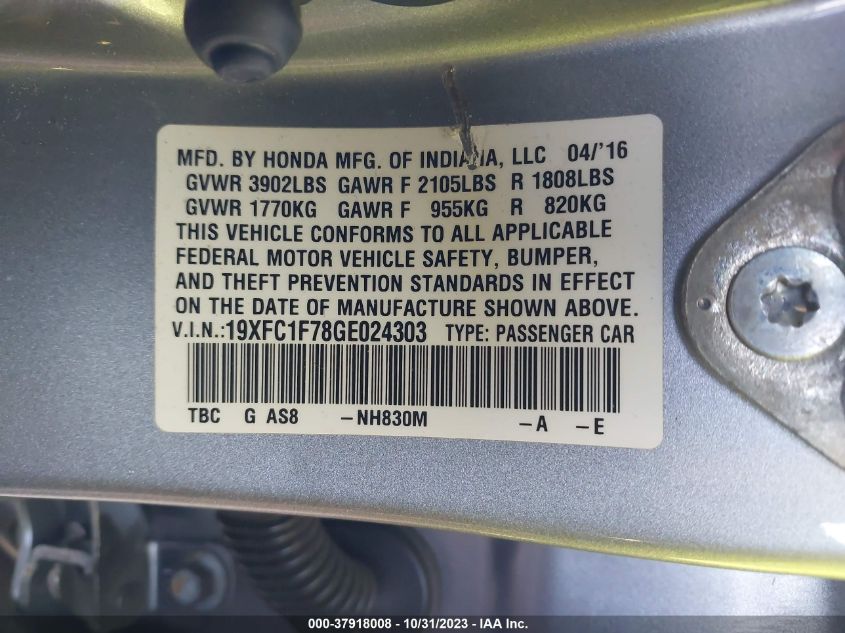 MFD. BY HONDA MFG. OF INDIANA, LLC 04/'16
GVWR 3902LBS GAWR F 2105LBS R 1808LBS
GVWR 1770KG GAWR F 955KG R 820KG
THIS VEHICLE CONFORMS TO ALL APPLICABLE
FEDERAL MOTOR VEHICLE SAFETY, BUMPER,
AND THEFT PREVENTION STANDARDS IN EFFECT
ON THE DATE OF MANUFACTURE SHOWN ABOVE.
V.I.N.:19XFC1F78GE024303 TYPE: PASSENGER CAR
TBC G AS8 –NH830M –A –E
000-37918008 - 10/31/2023 - IAA Inc.